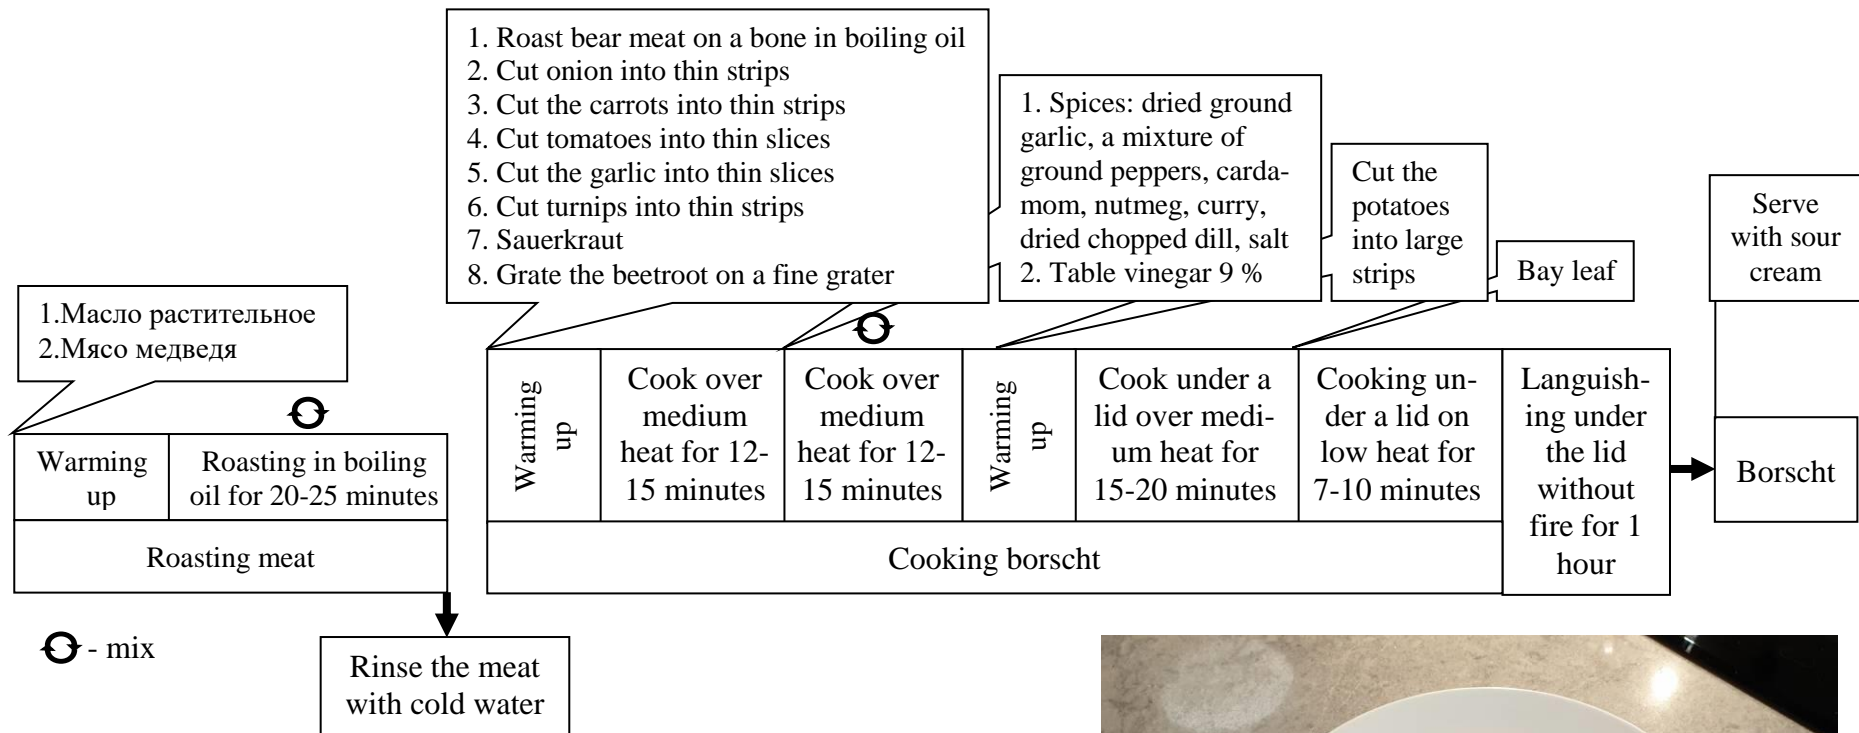 1. Roast bear meat on a bone in boiling oil
2. Cut onion into thin strips
3. Cut the carrots into thin strips
4. Cut tomatoes into thin slices
5. Cut the garlic into thin slices
6. Cut turnips into thin strips
7. Sauerkraut
8. Grate the beetroot on a fine grater
1. Spices: dried ground
garlic, a mixture of
ground peppers, carda-
mom, nutmeg, curry,
dried chopped dill, salt
2. Table vinegar 9 %
Cut the
potatoes
into large
strips
Bay leaf
Serve
with sour
cream
1.Масло растительное
2.Мясо медведя
Warming
up
Roasting in boiling
oil for 20-25 minutes
Roasting meat
Warming
up
Cook over
medium
heat for 12-
15 minutes
Cook over
medium
heat for 12-
15 minutes
Warming
up
Cook under a
lid over medi-
um heat for
15-20 minutes
Cooking un-
der a lid on
low heat for
7-10 minutes
Languish-
ing under
the lid
without
fire for 1
hour
Cooking borscht
Borscht
- mix
Rinse the meat
with cold water